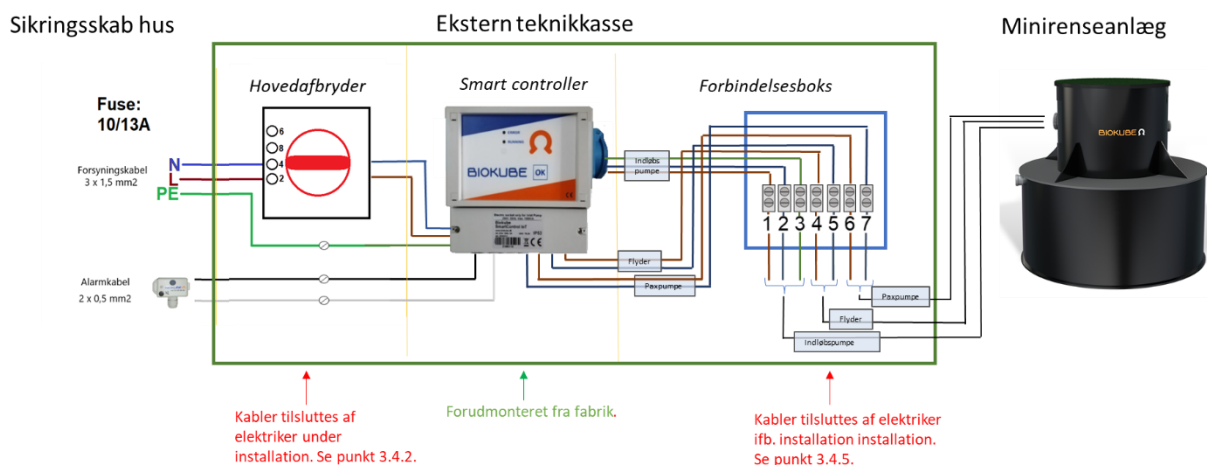 Sikringsskab hus
Ekstern teknikkasse
Minirenseanlæg
Hovedafbryder
Smart controller
Forbindelsesboks
Fuse:
10/13A
Forsyningskabel
3 x 1,5 mm2
N
L
PE
6
8
4
2
BIOKUBE
OK
Indløbs
pumpe
1 2 3 4 5 6 7
Flyder
Paxpumpe
Alarmkabel
2 x 0,5 mm2
Paxpumpe
Flyder
Indløbspumpe
BIOKUBE
Kabler tilsluttes af
elektriker under
installation. Se punkt 3.4.2.
Forudmonteret fra fabrik.
Kabler tilsluttes af elektriker
ifb. installation installation.
Se punkt 3.4.5.